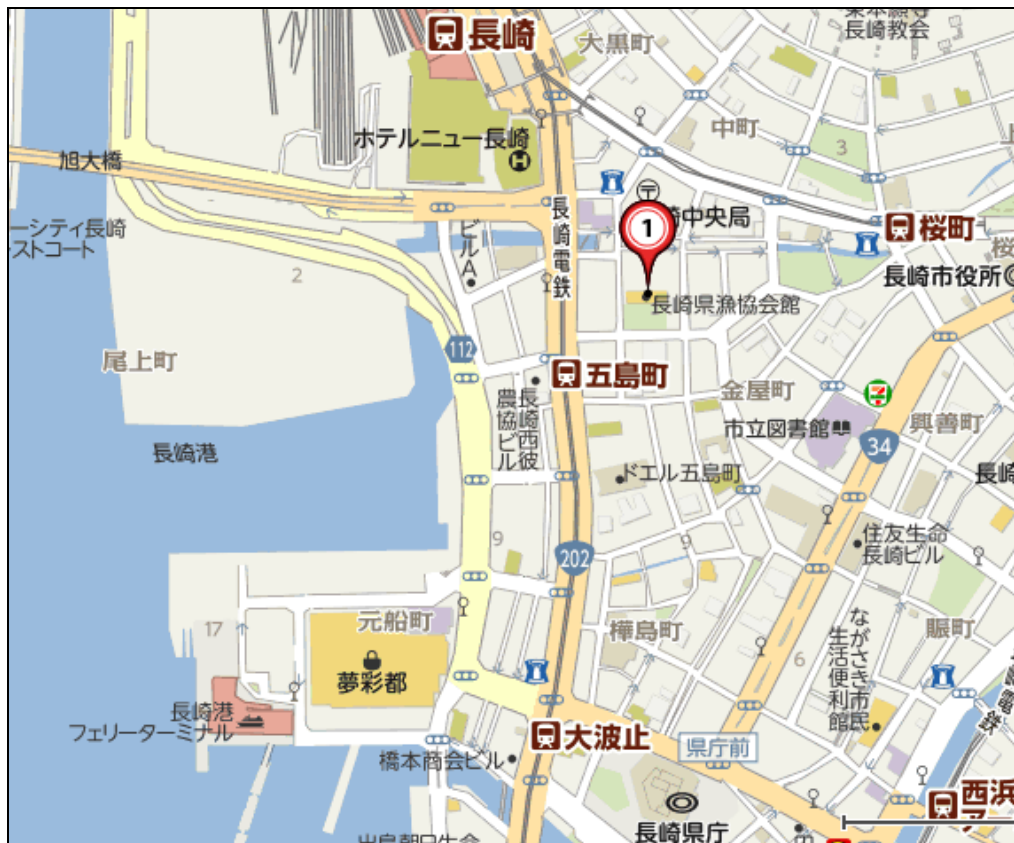 長崎
大黒町
長崎教会
中町
3
ホテルニュー長崎
H
旭大橋
〒
崎中央局
1
桜町
長崎電鉄
ビルA
ーシティ長崎
ストコート
2
長崎市役所
長崎県漁協会館
尾上町
112
五島町
金屋町
長崎西彼
農協ビル
市立図書館
興善町
34
長崎港
ドエル五島町
長崎
住友生命
長崎ビル
9
9
202
元船町
17
樺島町
賑町
ながさき市民
生活便利館
6
夢彩都
長崎港
フェリーターミナル
大波止
県庁前
橋本商会ビル
西浜
長崎県庁